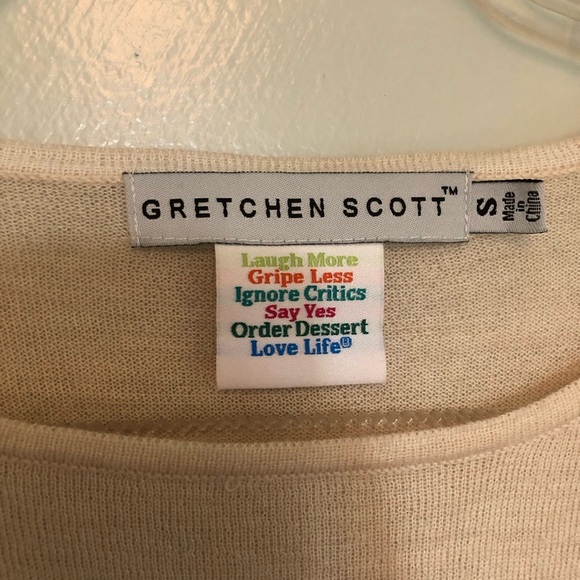 GRETCHEN SCOTT™
S
Made
in
China
Laugh More
Gripe Less
Ignore Critics
Say Yes
Order Dessert
Love Life®